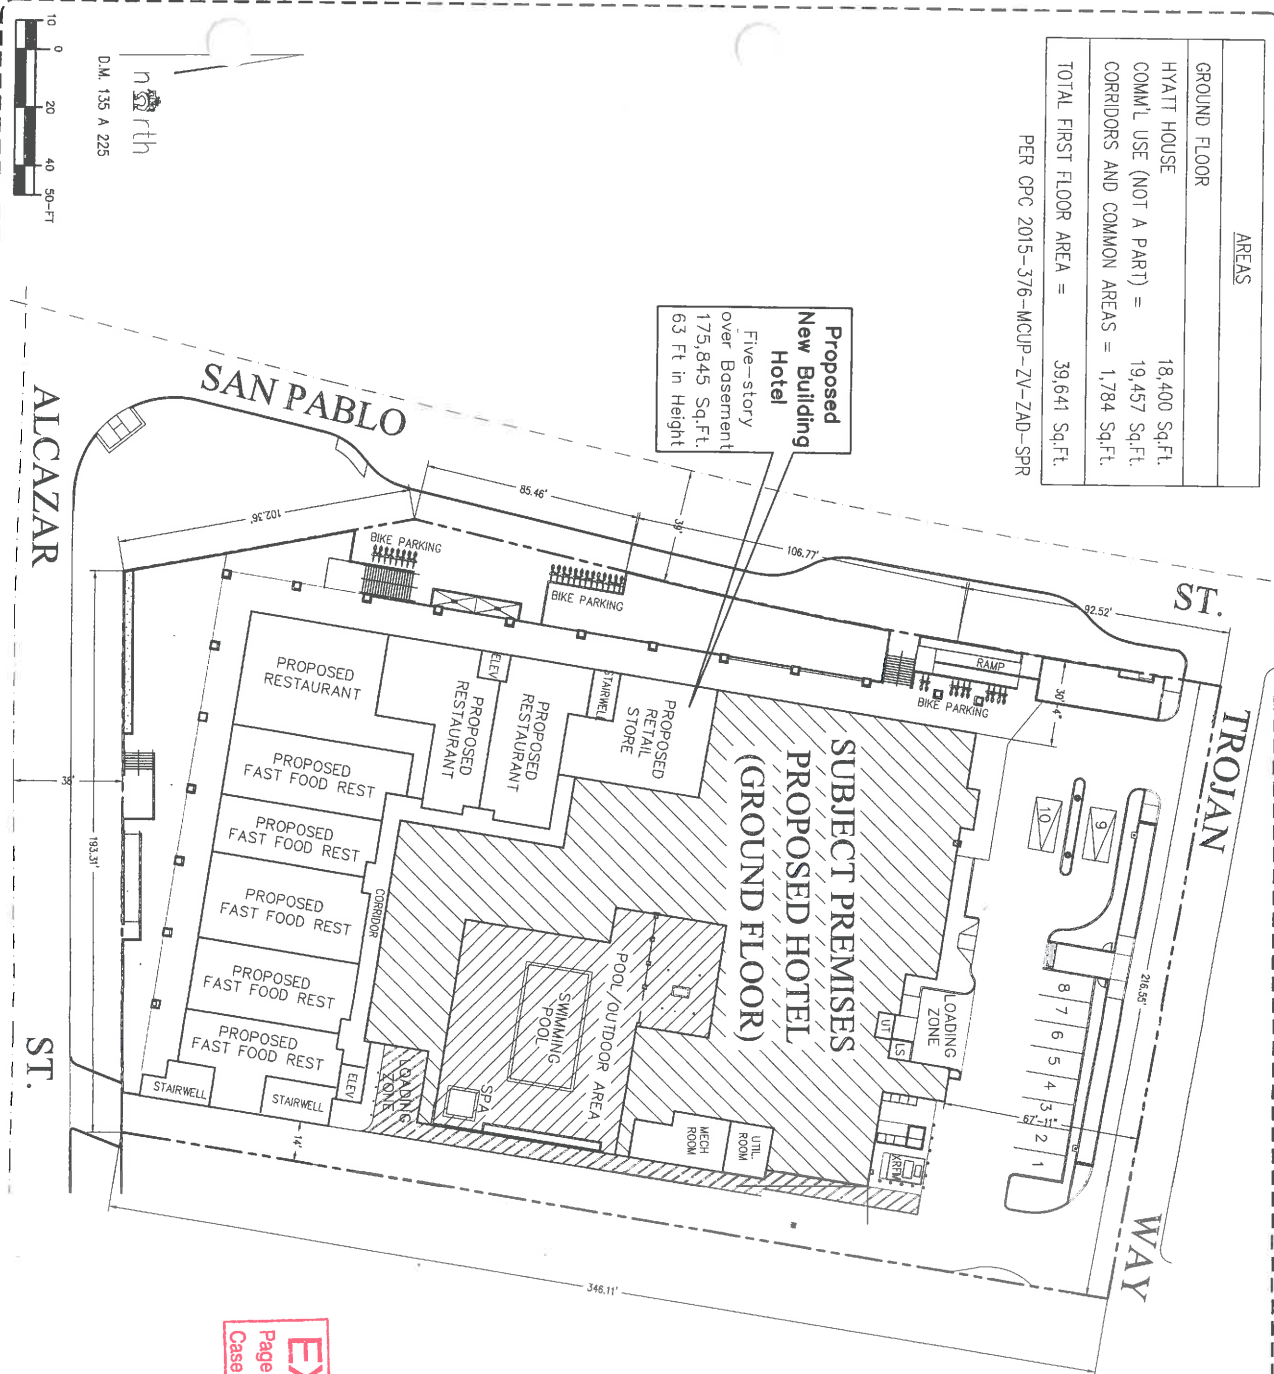 AREAS
GROUND FLOOR
HYATT HOUSE 18,400 Sq.Ft.
COMM'L USE (NOT A PART) = 19,457 Sq.Ft.
CORRIDORS AND COMMON AREAS = 1,784 Sq.Ft.
TOTAL FIRST FLOOR AREA = 39,641 Sq.Ft.
PER CPC 2015-376-MCUP-ZV-ZAD-SPR
north
D.M. 135 A 225
10 0 20 40 50-FT
Proposed
New Building
Hotel
Five-story
over Basement
175,845 Sq.Ft.
63 Ft in Height
SAN PABLO
ST.
TROJAN
WAY
ALCAZAR
ST.
85.46'
39'
106.77'
92.52'
102.36'
30'-4"
216.55'
67'-11"
193.31'
38'
14'
346.11'
BIKE PARKING
BIKE PARKING
BIKE PARKING
RAMP
PROPOSED
RESTAURANT
ELEV
PROPOSED
RESTAURANT
PROPOSED
RESTAURANT
STAIRWELL
PROPOSED
RETAIL
STORE
SUBJECT PREMISES
PROPOSED HOTEL
(GROUND FLOOR)
PROPOSED
FAST FOOD REST
PROPOSED
FAST FOOD REST
PROPOSED
FAST FOOD REST
PROPOSED
FAST FOOD REST
PROPOSED
FAST FOOD REST
CORRIDOR
POOL/OUTDOOR AREA
SWIMMING
POOL
SPA
LOADING
ZONE
ELEV
STAIRWELL
STAIRWELL
LOADING
ZONE
UT
LS
UTIL.
ROOM
MECH
ROOM
XRFM
10
9
8
7
6
5
4
3
2
1
Page
Case